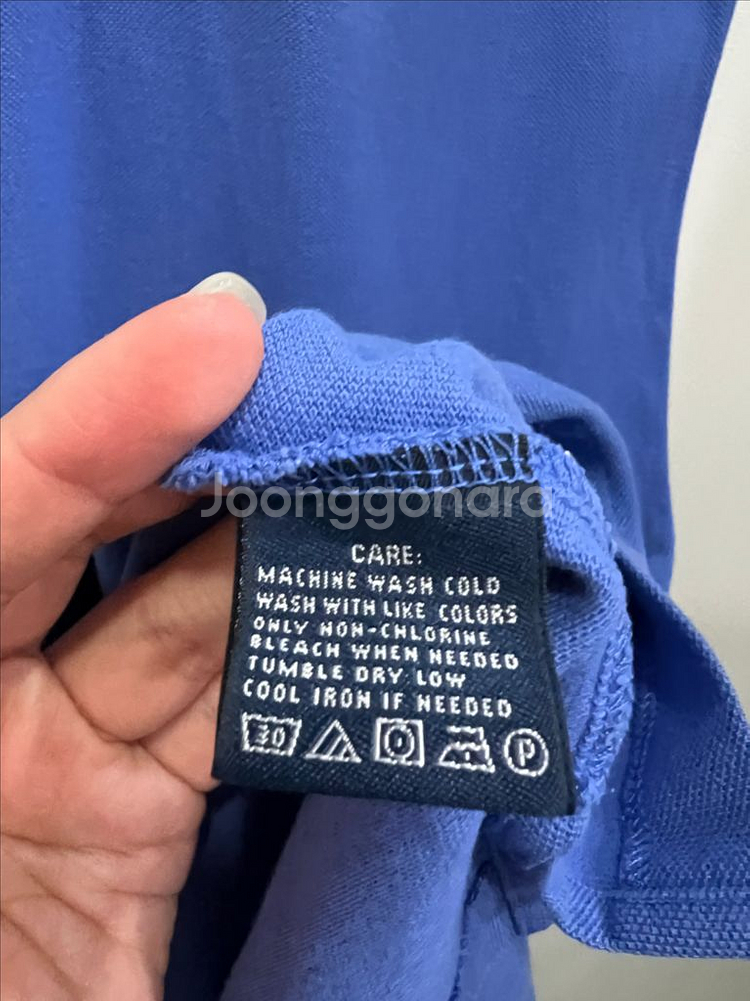 Joonggonara
CARE:
MACHINE WASH COLD
WASH WITH LIKE COLORS
ONLY NON-CHLORINE
BLEACH WHEN NEEDED
TUMBLE DRY LOW
COOL IRON IF NEEDED
30
P